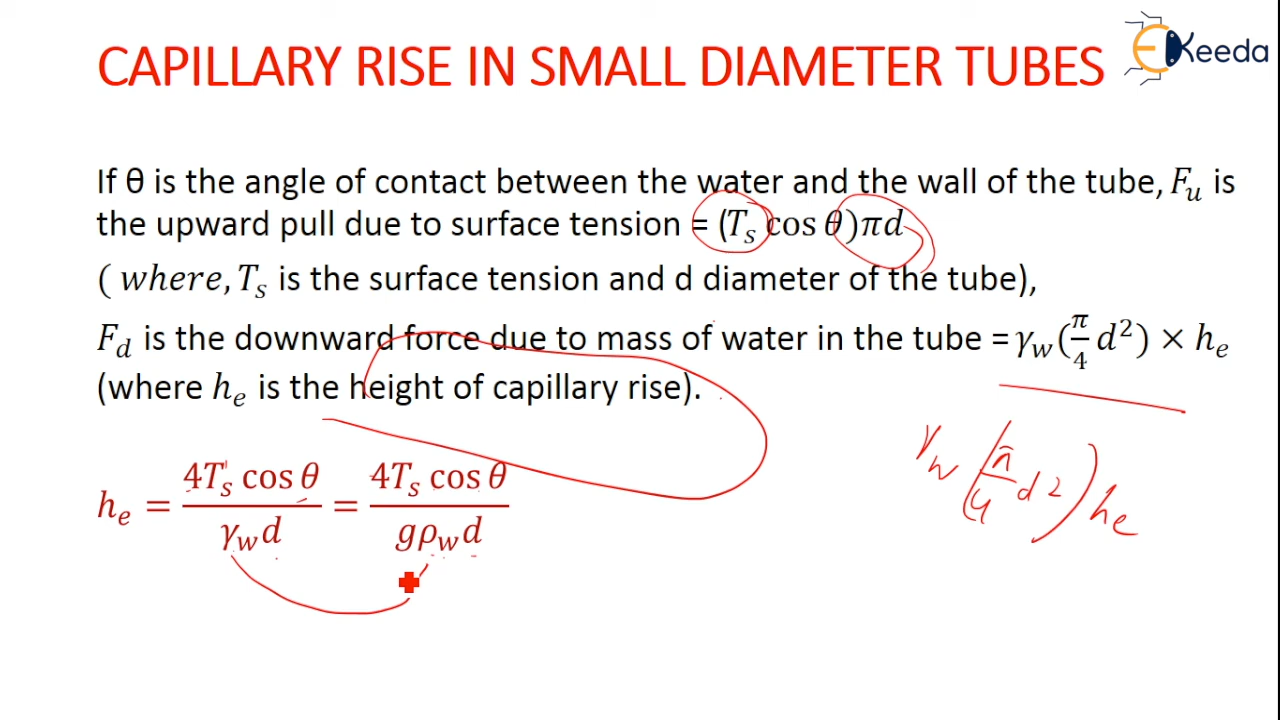 CAPILLARY RISE IN SMALL DIAMETER TUBES
EKeeda
If θ is the angle of contact between the water and the wall of the tube, F_u is
the upward pull due to surface tension = (T_s cos θ)πd
( where, T_s is the surface tension and d diameter of the tube),
F_d is the downward force due to mass of water in the tube = γ_w(π/4 d²) × h_e
(where h_e is the height of capillary rise).
h_e = 4T_s cos θ / γ_w d = 4T_s cos θ / gρ_w d
γ_w (π/4 d²) h_e